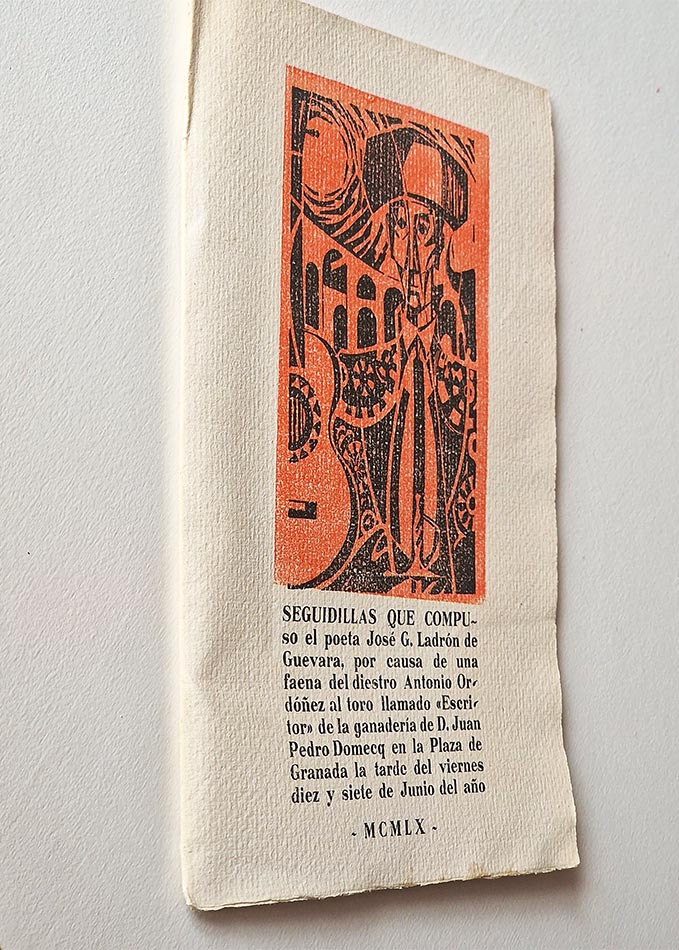 SEGUIDILLAS QUE COMPU-
so el poeta José G. Ladrón de
Guevara, por causa de una
faena del diestro Antonio Or-
dóñez al toro llamado «Escri-
tor» de la ganadería de D. Juan
Pedro Domecq en la Plaza de
Granada la tarde del viernes
diez y siete de Junio del año
- MCMLX -